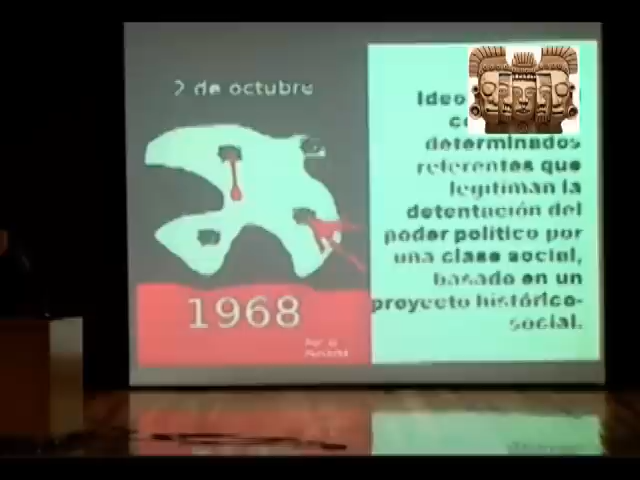 2 de octubre
1968
Ideo
determinados
referentes que
legitiman la
detentación del
poder político por
una clase social,
basado en un
proyecto histórico-
social.